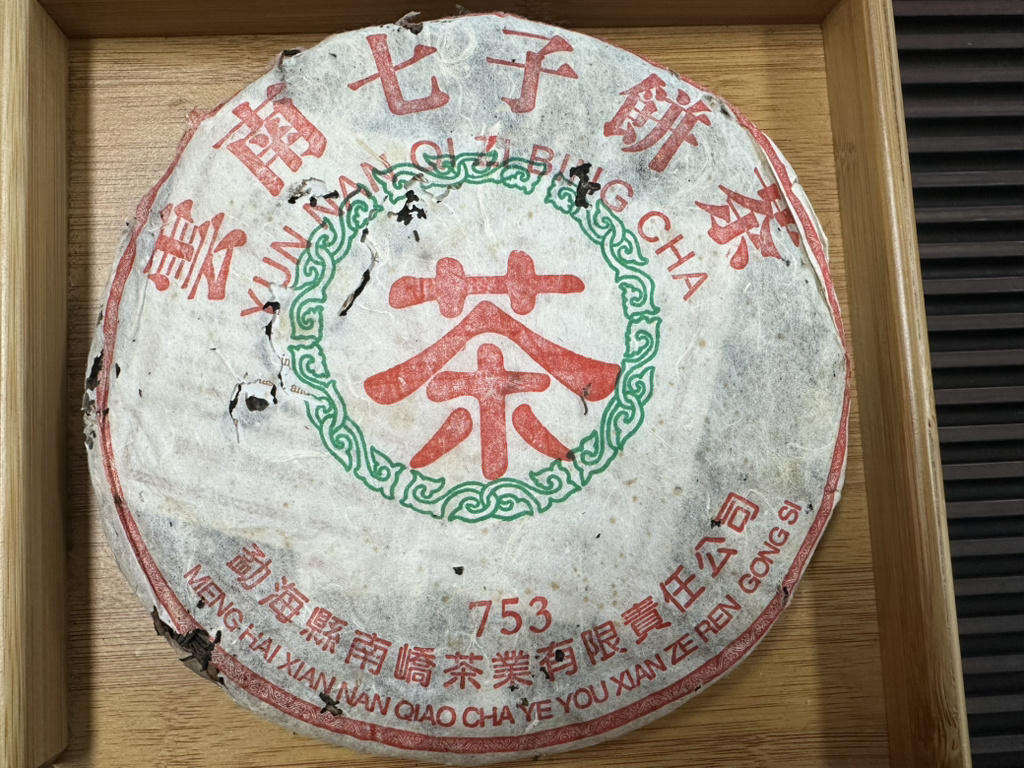 雲南七子餅茶
YUN NAN QI ZI BING CHA
茶
753
勐海縣南嶠茶業有限責任公司
MENG HAI XIAN NAN QIAO CHA YE YOU XIAN ZE REN GONG SI